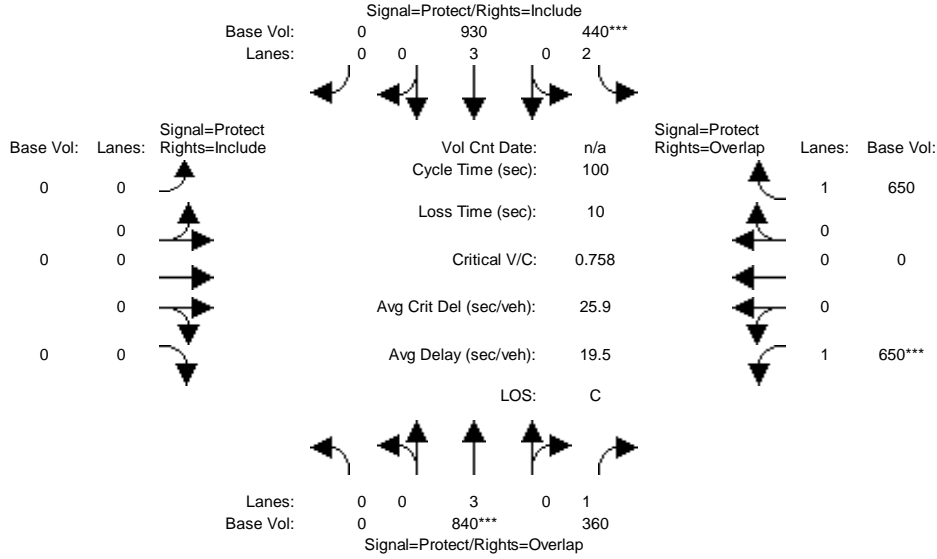 Signal=Protect/Rights=Include
Base Vol: 0 930 440***
Lanes: 0 0 3 0 2
Signal=Protect Signal=Protect
Base Vol: Lanes: Rights=Include Vol Cnt Date: n/a Rights=Overlap Lanes: Base Vol:
Cycle Time (sec): 100
0 0 1 650
Loss Time (sec): 10
0 0
0 0 Critical V/C: 0.758 0 0
0 Avg Crit Del (sec/veh): 25.9 0
0 0 Avg Delay (sec/veh): 19.5 1 650***
LOS: C
Lanes: 0 0 3 0 1
Base Vol: 0 840*** 360
Signal=Protect/Rights=Overlap